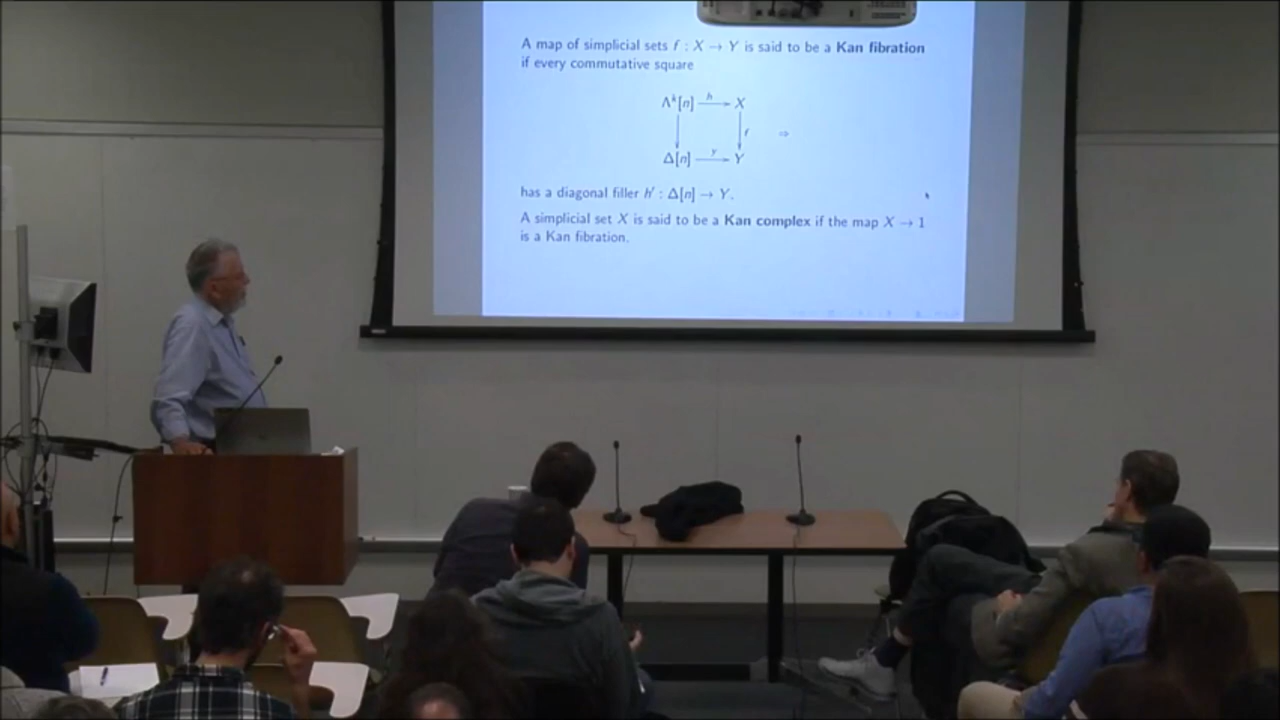 A map of simplicial sets f : X → Y is said to be a Kan fibration
if every commutative square
Λᵏ[n] h X
f ⇒
Δ[n] y Y
has a diagonal filler h′ : Δ[n] → Y.
A simplicial set X is said to be a Kan complex if the map X → 1
is a Kan fibration.